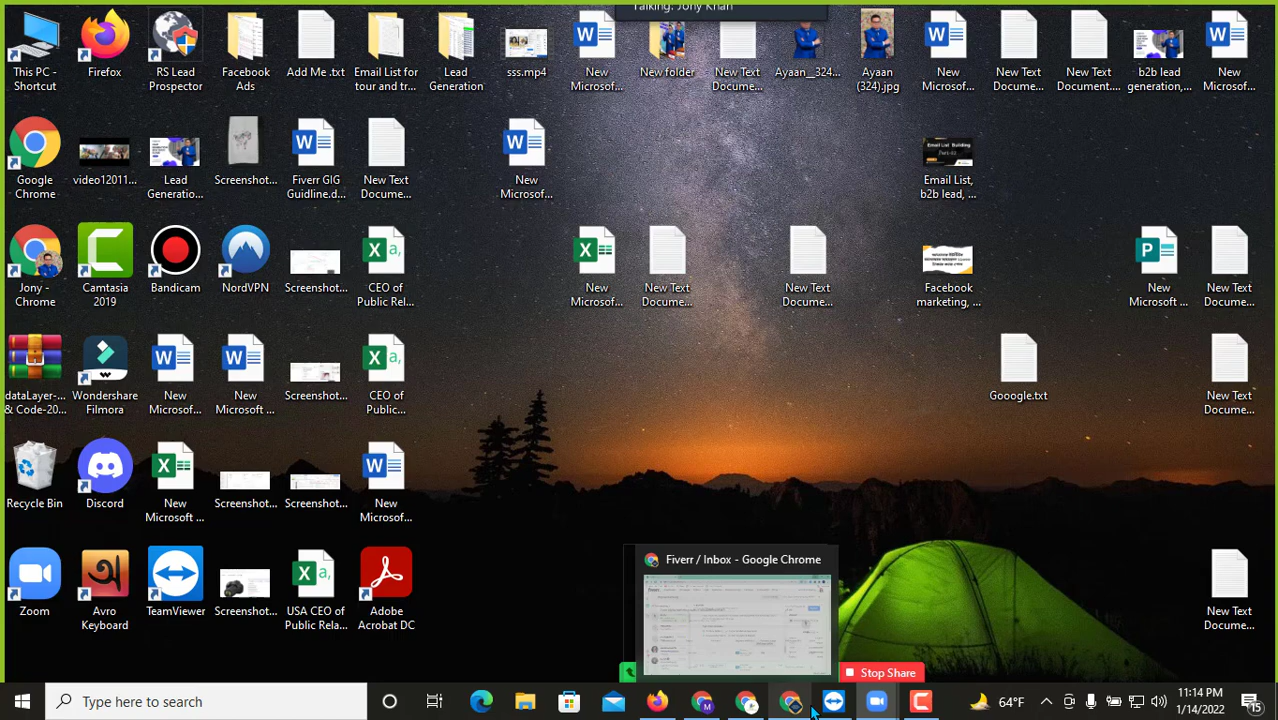 Talking: Jony Khan
This PC -
Shortcut
Firefox
RS Lead
Prospector
Facebook
Ads
Add Me .txt
Email List for
tour and tr...
Lead
Generation
sss.mp4
New
Microsof...
New folder
New Text
Docume...
Ayaan__324...
Ayaan
(324).jpg
New
Microsof...
New Text
Docume...
New Text
Document....
b2b lead
generation,...
New
Microsof...
Google
Chrome
video12011...
Lead
Generatio...
Screenshot...
Fiverr GIG
Guidline.d...
New Text
Docume...
New
Microsof...
Email List,
b2b lead, ...
Jony -
Chrome
Camtasia
2019
Bandicam
NordVPN
Screenshot...
CEO of
Public Rel...
New
Microsof...
New Text
Docume...
New Text
Docume...
Facebook
marketing, ...
New
Microsoft ...
New Text
Docume...
dataLayer-...
& Code-20...
Wondershare
Filmora
New
Microsof...
New
Microsoft ...
Screenshot...
CEO of
Public...
Gooogle.txt
New Text
Docume...
Recycle Bin
Discord
New
Microsoft ...
Screenshot...
Screenshot...
New
Microsof...
Zoom
Avro
Keyboard
TeamViewer
Screenshot...
USA CEO of
Public Rela...
Adobe
Acrobat DC
New Text
Docume...
Fiverr / Inbox - Google Chrome
Stop Share
Type here to search
64°F
11:14 PM
1/14/2022
15